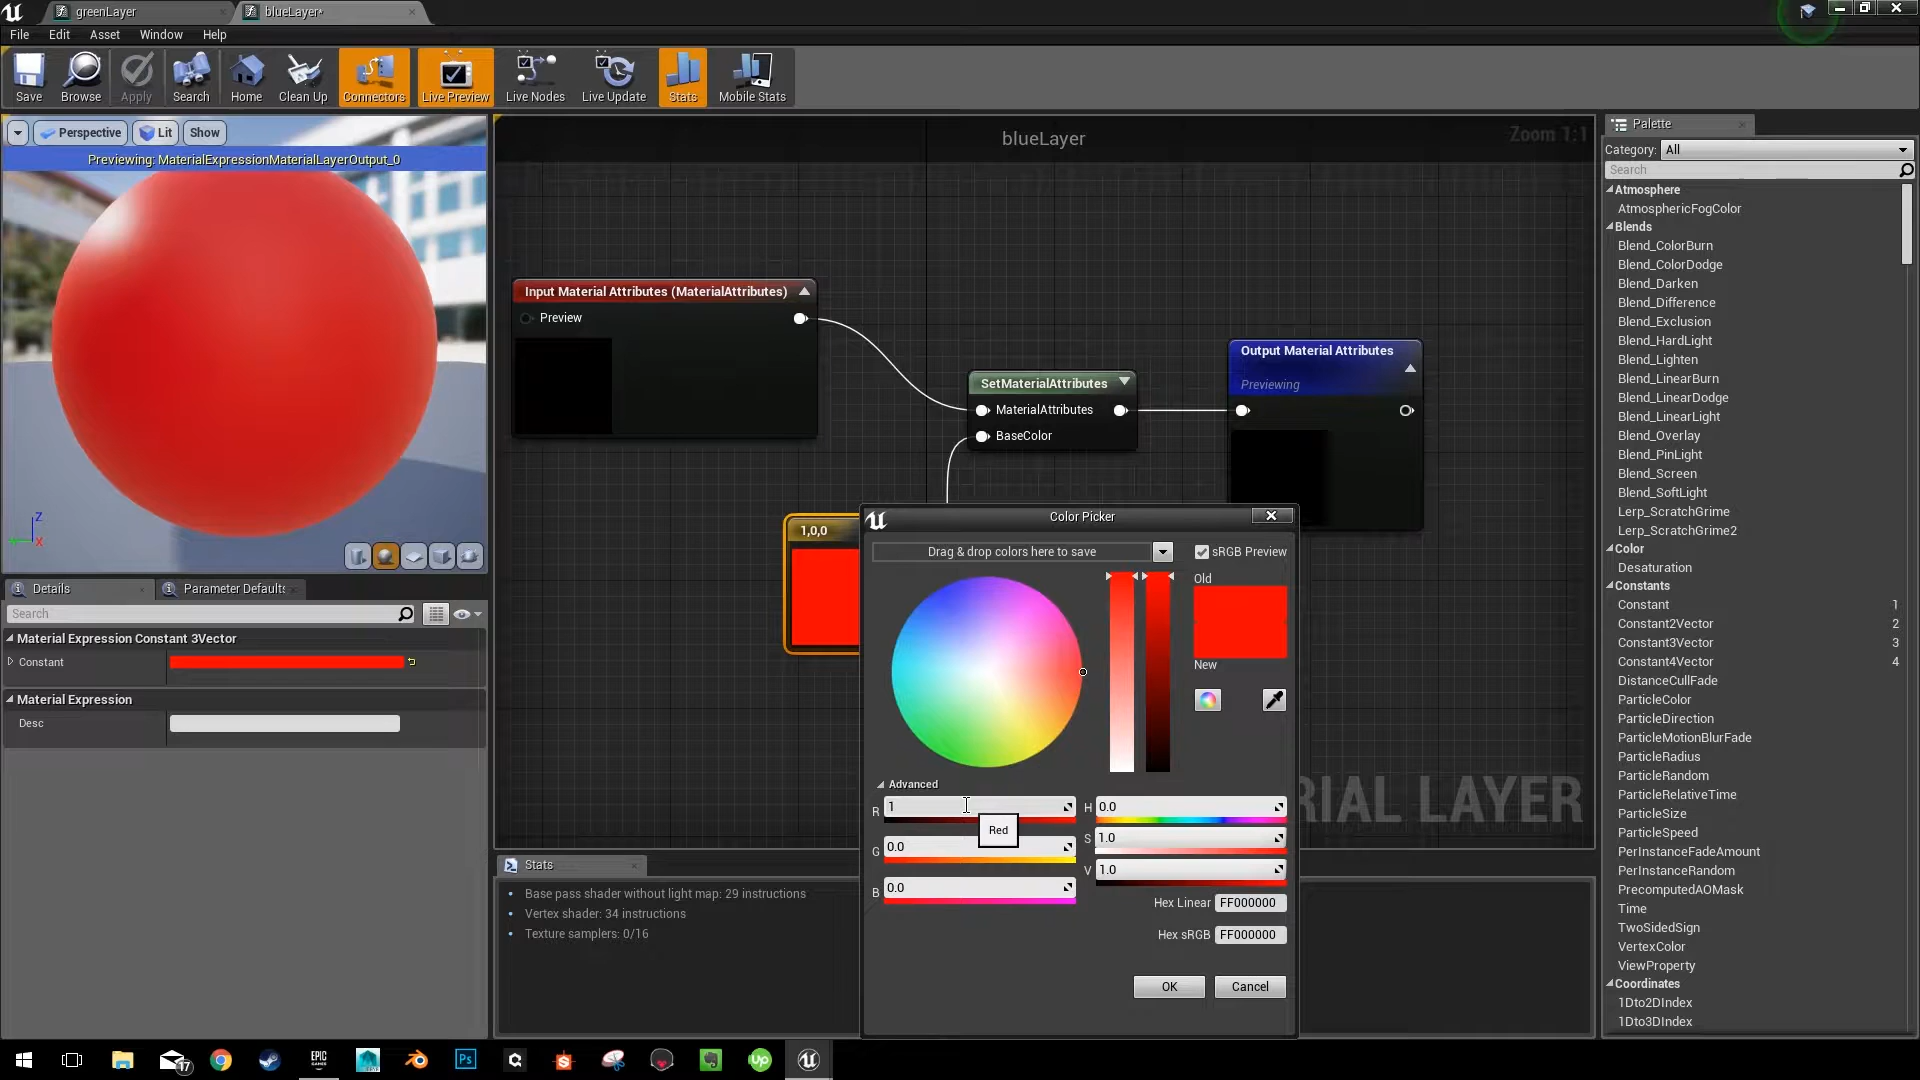 greenLayer
blueLayer*
File Edit Asset Window Help
Save Browse Apply Search Home Clean Up Connectors Live Preview Live Nodes Live Update Stats Mobile Stats
Perspective Lit Show
Previewing: MaterialExpressionMaterialLayerOutput_0
Z
X
Details
Parameter Defaults
Search
Material Expression Constant 3Vector
Constant
Material Expression
Desc
blueLayer
Zoom 1:1
Input Material Attributes (MaterialAttributes)
Preview
SetMaterialAttributes
MaterialAttributes
BaseColor
Output Material Attributes
Previewing
1,0,0
RIAL LAYER
Color Picker
Drag & drop colors here to save
sRGB Preview
Old
New
Advanced
R 1
Red
G 0.0
B 0.0
H 0.0
S 1.0
V 1.0
Hex Linear FF000000
Hex sRGB FF000000
OK Cancel
Stats
Base pass shader without light map: 29 instructions
Vertex shader: 34 instructions
Texture samplers: 0/16
Palette
Category: All
Search
Atmosphere
AtmosphericFogColor
Blends
Blend_ColorBurn
Blend_ColorDodge
Blend_Darken
Blend_Difference
Blend_Exclusion
Blend_HardLight
Blend_Lighten
Blend_LinearBurn
Blend_LinearDodge
Blend_LinearLight
Blend_Overlay
Blend_PinLight
Blend_Screen
Blend_SoftLight
Lerp_ScratchGrime
Lerp_ScratchGrime2
Color
Desaturation
Constants
Constant 1
Constant2Vector 2
Constant3Vector 3
Constant4Vector 4
DistanceCullFade
ParticleColor
ParticleDirection
ParticleMotionBlurFade
ParticleRadius
ParticleRandom
ParticleRelativeTime
ParticleSize
ParticleSpeed
PerInstanceFadeAmount
PerInstanceRandom
PrecomputedAOMask
Time
TwoSidedSign
VertexColor
ViewProperty
Coordinates
1Dto2DIndex
1Dto3DIndex
17
EPIC
GAMES
Ps
Up